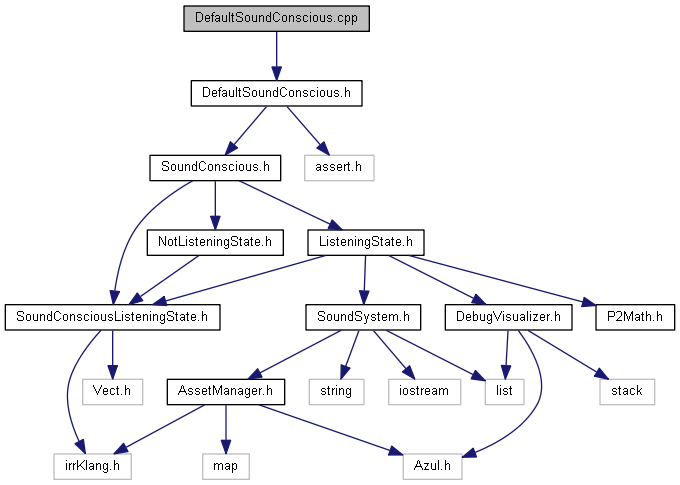 DefaultSoundConscious.cpp
DefaultSoundConscious.h
SoundConscious.h
assert.h
NotListeningState.h
ListeningState.h
SoundConsciousListeningState.h
SoundSystem.h
DebugVisualizer.h
P2Math.h
Vect.h
AssetManager.h
string
iostream
list
stack
irrKlang.h
map
Azul.h